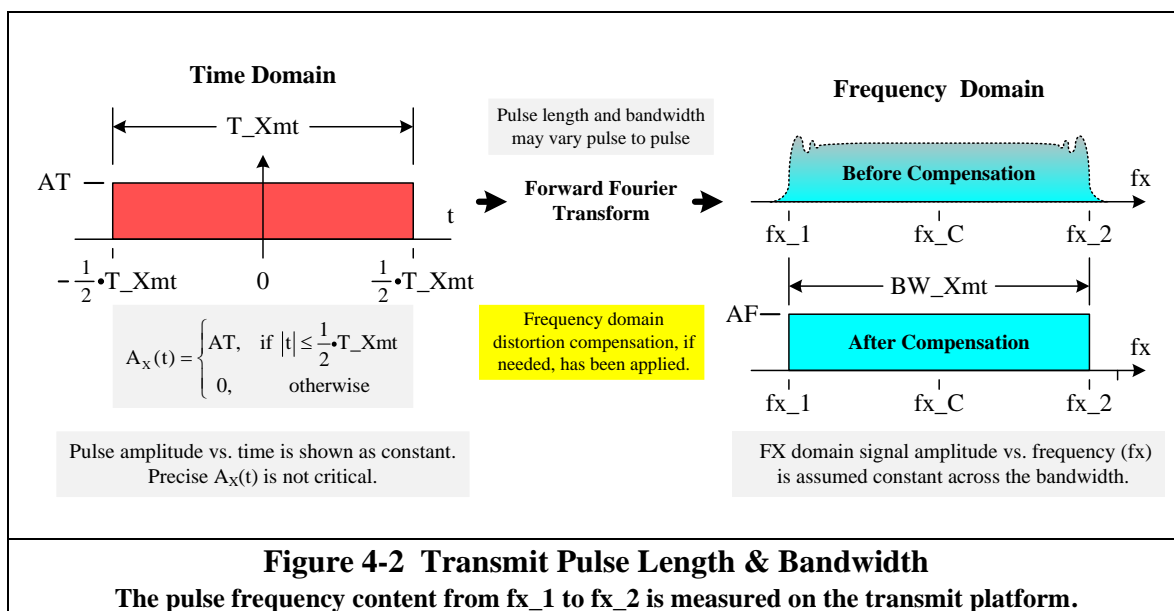 Time Domain
T_Xmt
AT
t
-1/2•T_Xmt
0
1/2•T_Xmt
A_X(t) = { AT, if |t| ≤ 1/2•T_Xmt
0, otherwise
Pulse amplitude vs. time is shown as constant.
Precise A_X(t) is not critical.
Pulse length and bandwidth
may vary pulse to pulse
Forward Fourier
Transform
Frequency domain
distortion compensation, if
needed, has been applied.
Frequency Domain
Before Compensation
fx
fx_1
fx_C
fx_2
BW_Xmt
AF
After Compensation
fx
fx_1
fx_C
fx_2
FX domain signal amplitude vs. frequency (fx)
is assumed constant across the bandwidth.
Figure 4-2 Transmit Pulse Length & Bandwidth
The pulse frequency content from fx_1 to fx_2 is measured on the transmit platform.